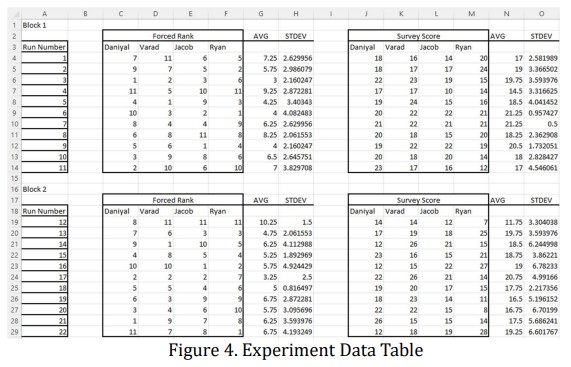 A B C D E F G H I J K L M N O
1 Block 1
2 Forced Rank AVG STDEV Survey Score AVG STDEV
3 Run Number Daniyal Varad Jacob Ryan Daniyal Varad Jacob Ryan
4 1 7 11 6 5 7.25 2.629956 18 16 14 20 17 2.581989
5 2 9 7 5 2 5.75 2.986079 18 17 17 24 19 3.366502
6 3 1 2 3 6 3 2.160247 22 23 19 15 19.75 3.593976
7 4 11 5 10 11 9.25 2.872281 17 17 10 14 14.5 3.316625
8 5 4 1 9 3 4.25 3.40343 19 24 15 16 18.5 4.041452
9 6 10 3 2 1 4 4.082483 20 22 22 21 21.25 0.957427
10 7 8 4 4 9 6.25 2.629956 21 22 21 21 21.25 0.5
11 8 6 8 11 8 8.25 2.061553 20 18 15 20 18.25 2.362908
12 9 5 6 1 4 4 2.160247 19 22 22 19 20.5 1.732051
13 10 3 9 8 6 6.5 2.645751 20 18 20 14 18 2.828427
14 11 2 10 6 10 7 3.829708 23 17 16 12 17 4.546061
15
16 Block 2
17 Forced Rank AVG STDEV Survey Score AVG STDEV
18 Run Number Daniyal Varad Jacob Ryan Daniyal Varad Jacob Ryan
19 12 8 11 11 11 10.25 1.5 14 14 12 7 11.75 3.304038
20 13 7 6 3 3 4.75 2.061553 17 19 18 25 19.75 3.593976
21 14 9 1 10 5 6.25 4.112988 12 26 21 15 18.5 6.244998
22 15 4 8 5 4 5.25 1.892969 23 16 15 21 18.75 3.86221
23 16 10 10 1 2 5.75 4.924429 12 15 22 27 19 6.78233
24 17 2 2 2 7 3.25 2.5 22 26 21 14 20.75 4.99166
25 18 5 5 4 6 5 0.816497 19 20 17 15 17.75 2.217356
26 19 6 3 9 9 6.75 2.872281 18 23 14 11 16.5 5.196152
27 20 3 4 6 10 5.75 3.095696 22 22 15 8 16.75 6.70199
28 21 1 9 7 8 6.25 3.593976 26 15 15 14 17.5 5.686241
29 22 11 7 8 1 6.75 4.193249 12 18 19 28 19.25 6.601767
Figure 4. Experiment Data Table